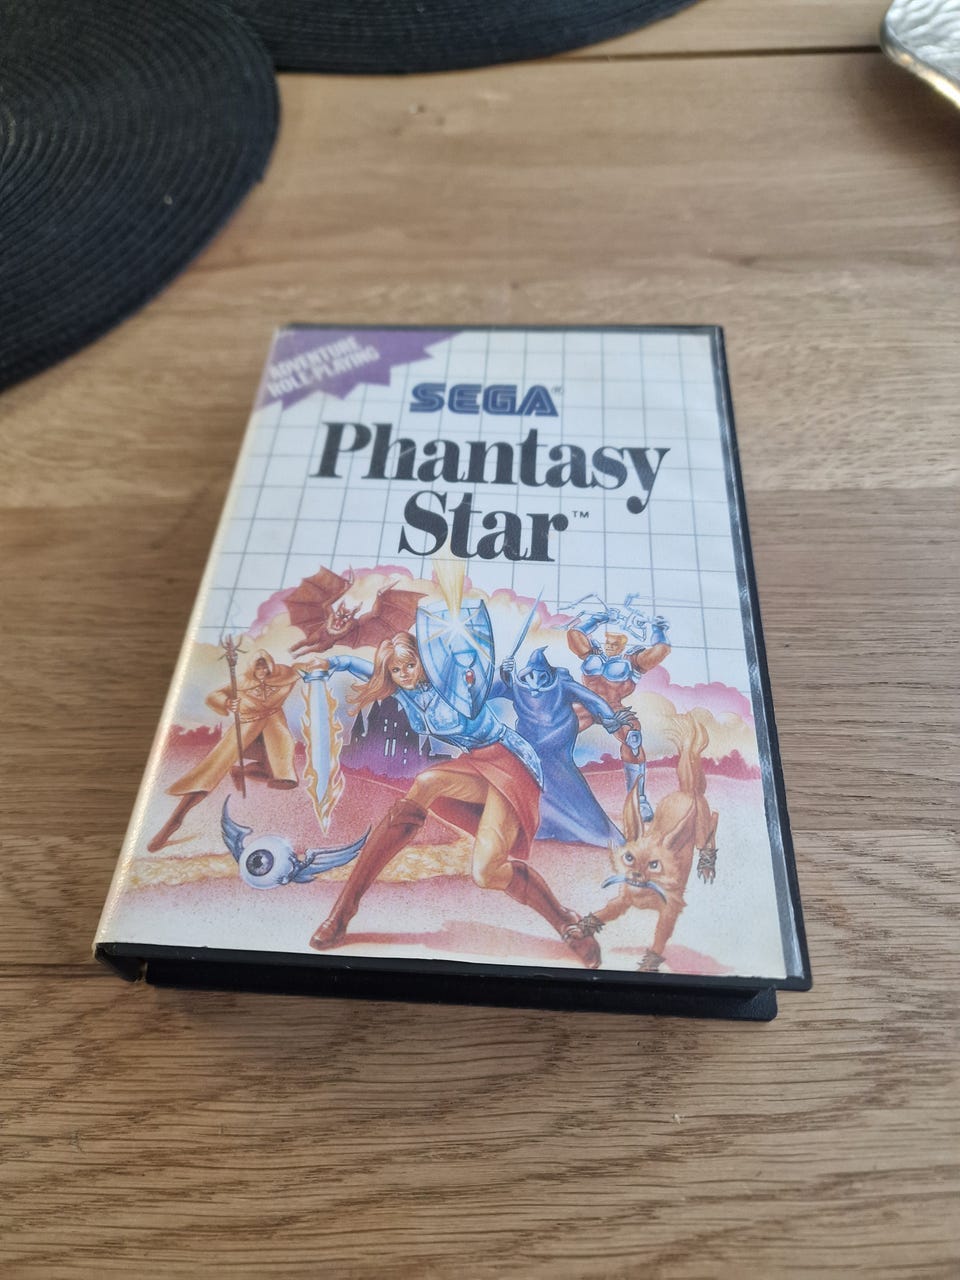 ADVENTURE
ROLE-PLAYING
SEGA®
Phantasy
Star™